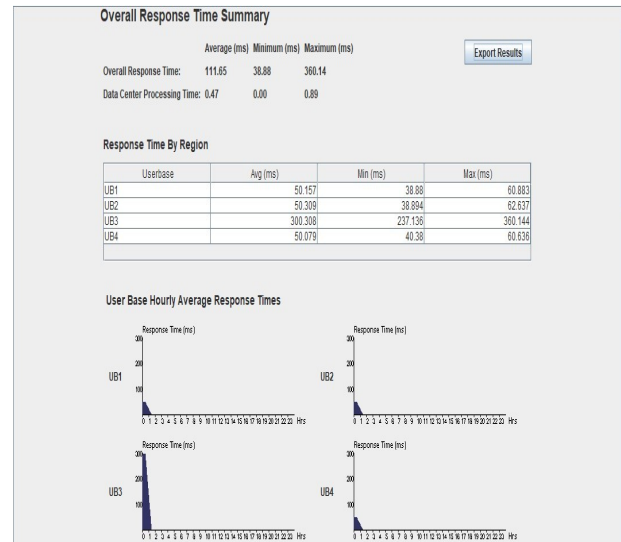 Overall Response Time Summary
Average (ms) Minimum (ms) Maximum (ms)
Export Results
Overall Response Time: 111.65 38.88 360.14
Data Center Processing Time: 0.47 0.00 0.89
Response Time By Region
Userbase Avg (ms) Min (ms) Max (ms)
UB1 50.157 38.88 60.883
UB2 50.309 38.894 62.637
UB3 300.308 237.136 360.144
UB4 50.079 40.38 60.636
User Base Hourly Average Response Times
Response Time (ms)
300
200
UB1
100
0 1 2 3 4 5 6 7 8 9 10 11 12 13 14 15 16 17 18 19 20 21 22 23 Hrs
Response Time (ms)
300
200
UB2
100
0 1 2 3 4 5 6 7 8 9 10 11 12 13 14 15 16 17 18 19 20 21 22 23 Hrs
Response Time (ms)
300
200
UB3
100
0 1 2 3 4 5 6 7 8 9 10 11 12 13 14 15 16 17 18 19 20 21 22 23 Hrs
Response Time (ms)
300
200
UB4
100
0 1 2 3 4 5 6 7 8 9 10 11 12 13 14 15 16 17 18 19 20 21 22 23 Hrs